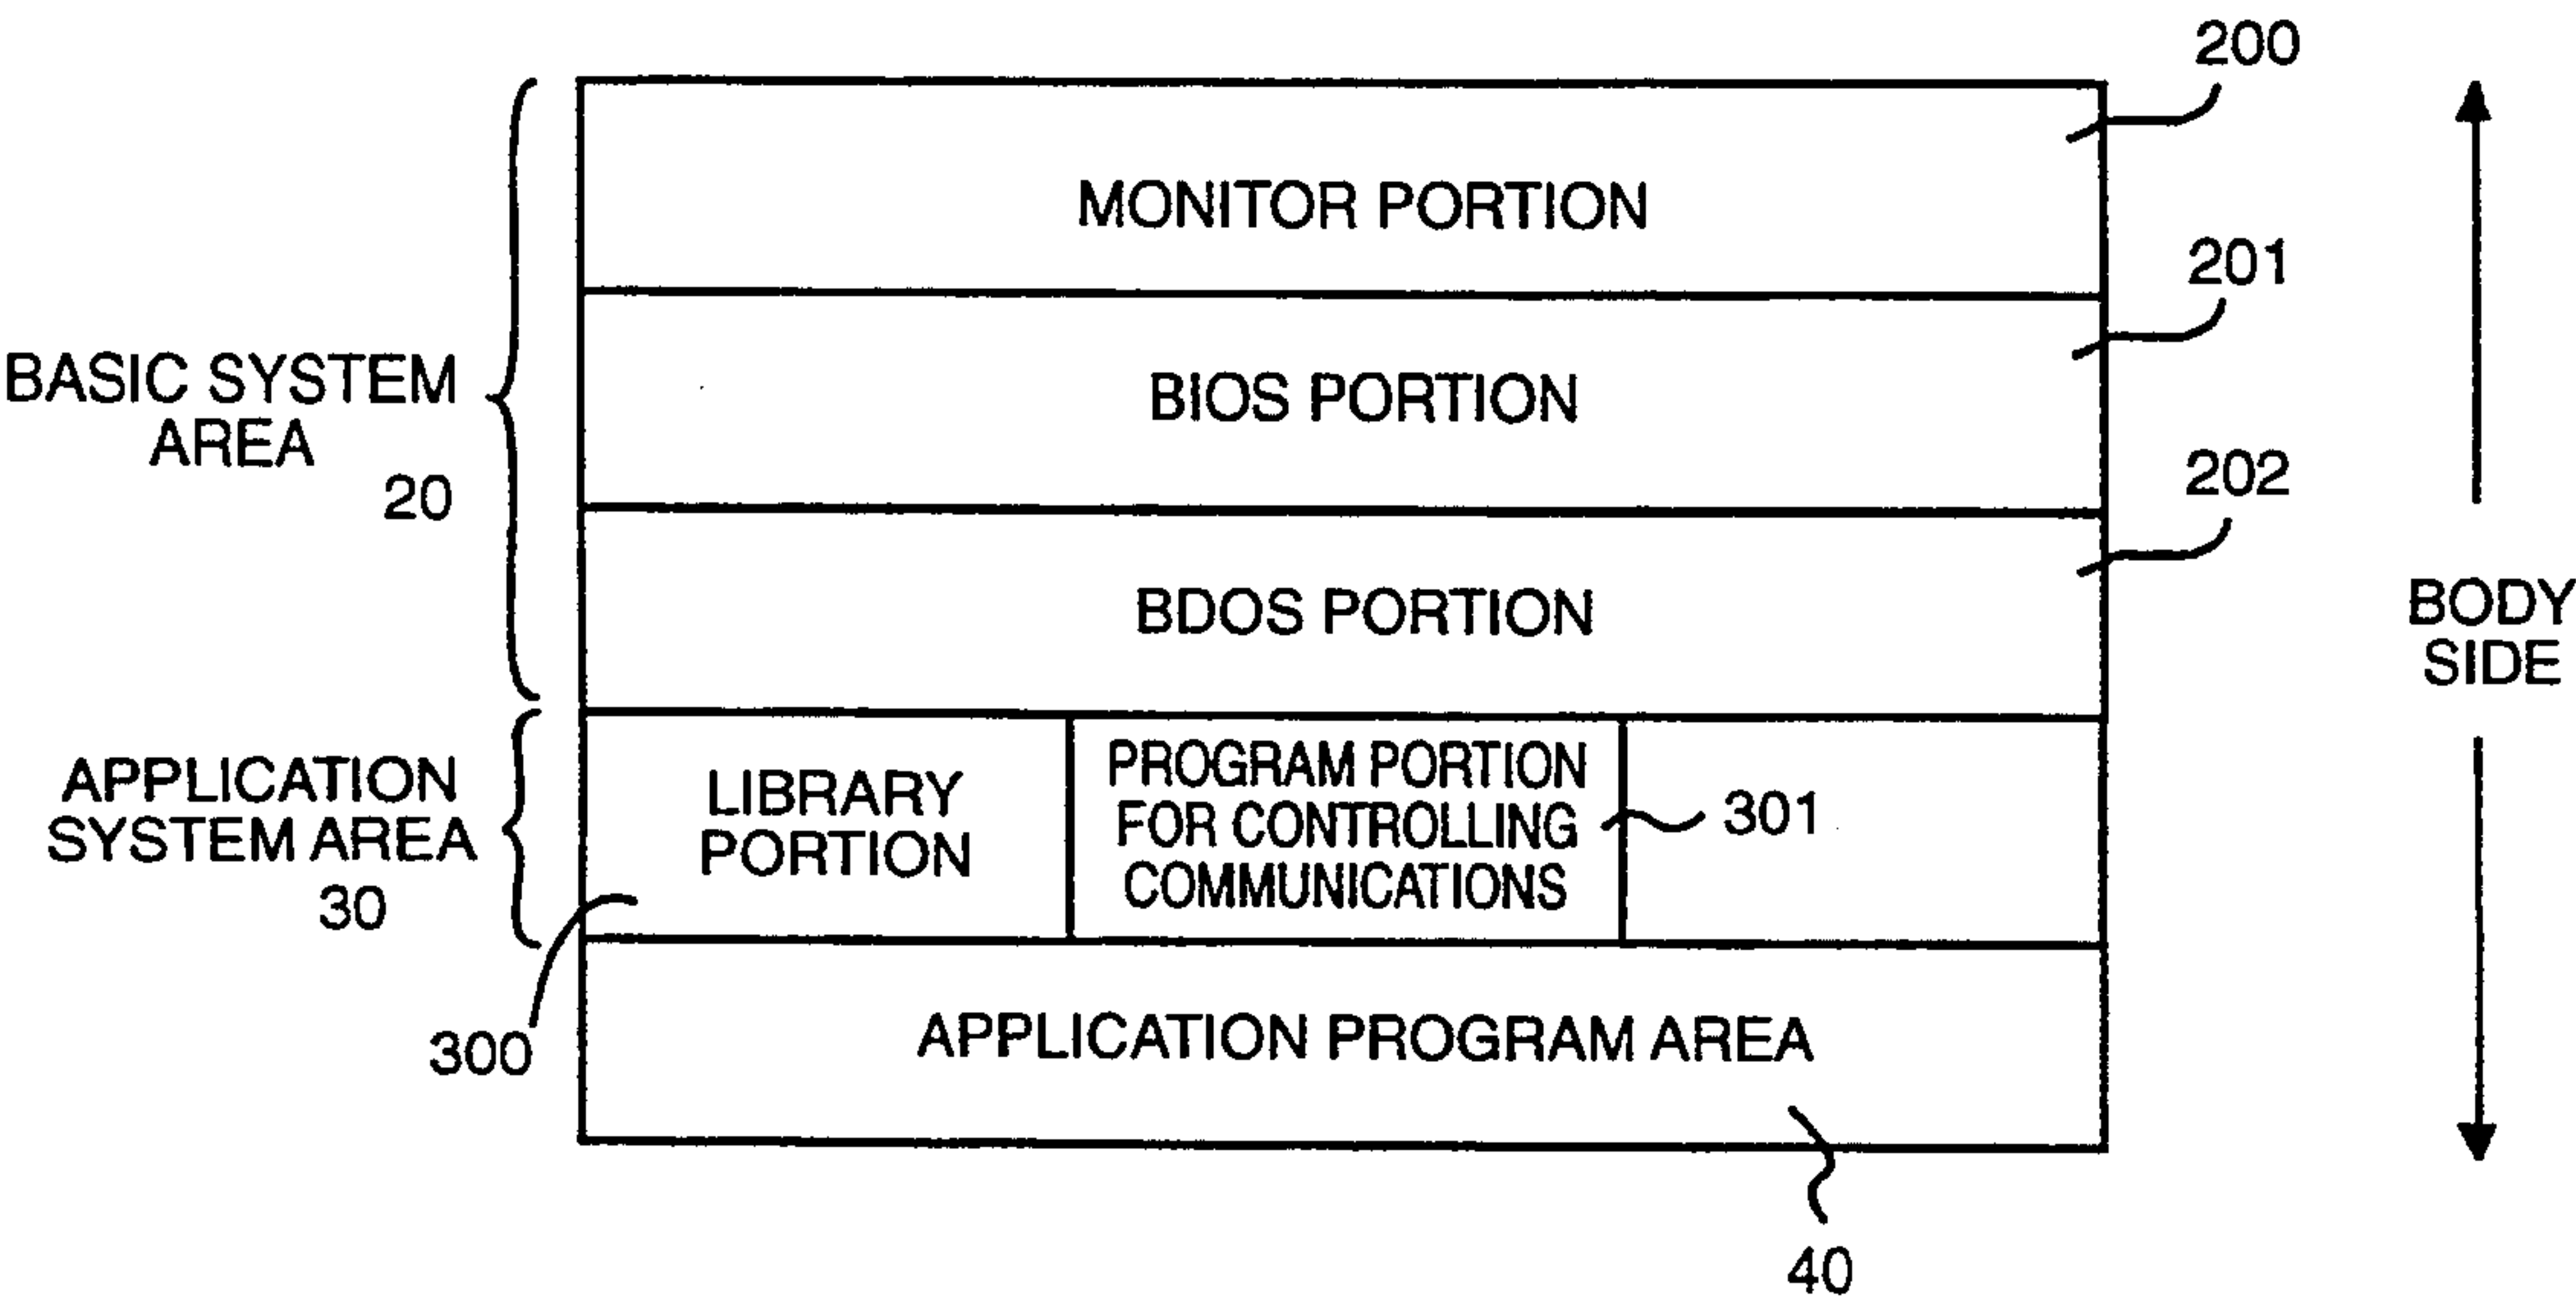 200
MONITOR PORTION
201
BIOS PORTION
BASIC SYSTEM
AREA
20
202
BDOS PORTION
BODY
SIDE
APPLICATION
SYSTEM AREA
30
LIBRARY
PORTION
300
PROGRAM PORTION
FOR CONTROLLING
COMMUNICATIONS
301
APPLICATION PROGRAM AREA
40